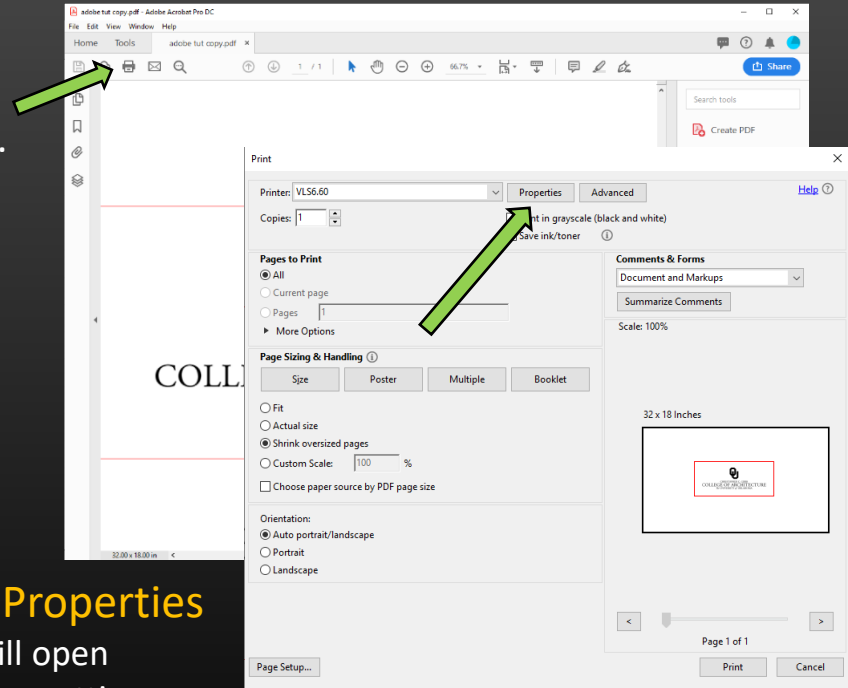 adobe tut copy.pdf - Adobe Acrobat Pro DC
File Edit View Window Help
Home Tools adobe tut copy.pdf ×
1 / 1 66.7% Share
Search tools
Create PDF
.
COLL
32.00 x 18.00 in
Print
Printer: VLS6.60 Properties Advanced Help
Copies: 1 in grayscale (black and white)
Save ink/toner
Pages to Print
All
Current page
Pages 1
More Options
Comments & Forms
Document and Markups
Summarize Comments
Scale: 100%
Page Sizing & Handling
Size Poster Multiple Booklet
Fit
Actual size
Shrink oversized pages
Custom Scale: 100 %
Choose paper source by PDF page size
32 x 18 Inches
COLLEGE OF ARCHITECTURE
Orientation:
Auto portrait/landscape
Portrait
Landscape
< >
Page 1 of 1
Page Setup... Print Cancel
Properties
ill open